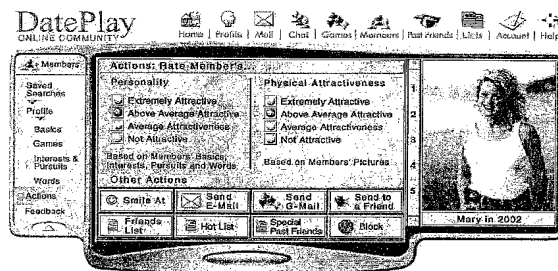 DatePlay
ONLINE COMMUNITY
Home | Profile | Mail | Chat | Games | Members | Past Friends | Lists | Account | Help
Members
Saved
Searches
Profile
Basics
Games
Interests &
Pursuits
Words
Actions
Feedback
Actions: Rate Member's...
Personality
Extremely Attractive
Above Average Attractive
Average Attractiveness
Not Attractive
Based on Members' Basics,
Interests, Pursuits and Words
Physical Attractiveness
Extremely Attractive
Above Average Attractive
Average Attractiveness
Not Attractive
Based on Members' Pictures
Other Actions
Smile At
Send
E-Mail
Send
G-Mail
Send to
a Friend
Friends
List
Hot List
Special
Past Friends
Block
1
2
3
4
5
Mary in 2002